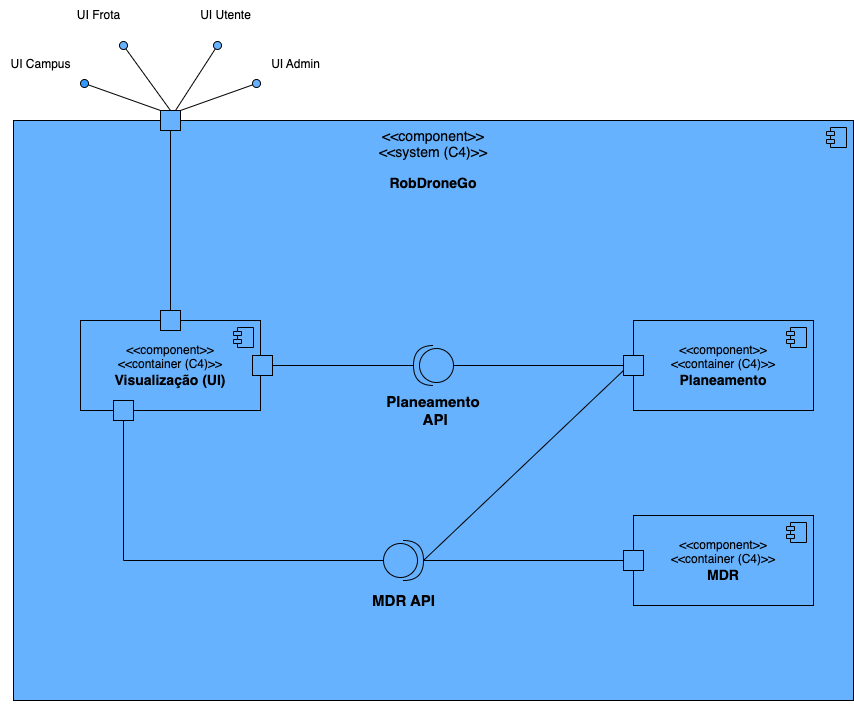 UI Frota
UI Utente
UI Campus
UI Admin
<<component>>
<<system (C4)>>
RobDroneGo
<<component>>
<<container (C4)>>
Visualização (UI)
Planeamento
API
<<component>>
<<container (C4)>>
Planeamento
MDR API
<<component>>
<<container (C4)>>
MDR